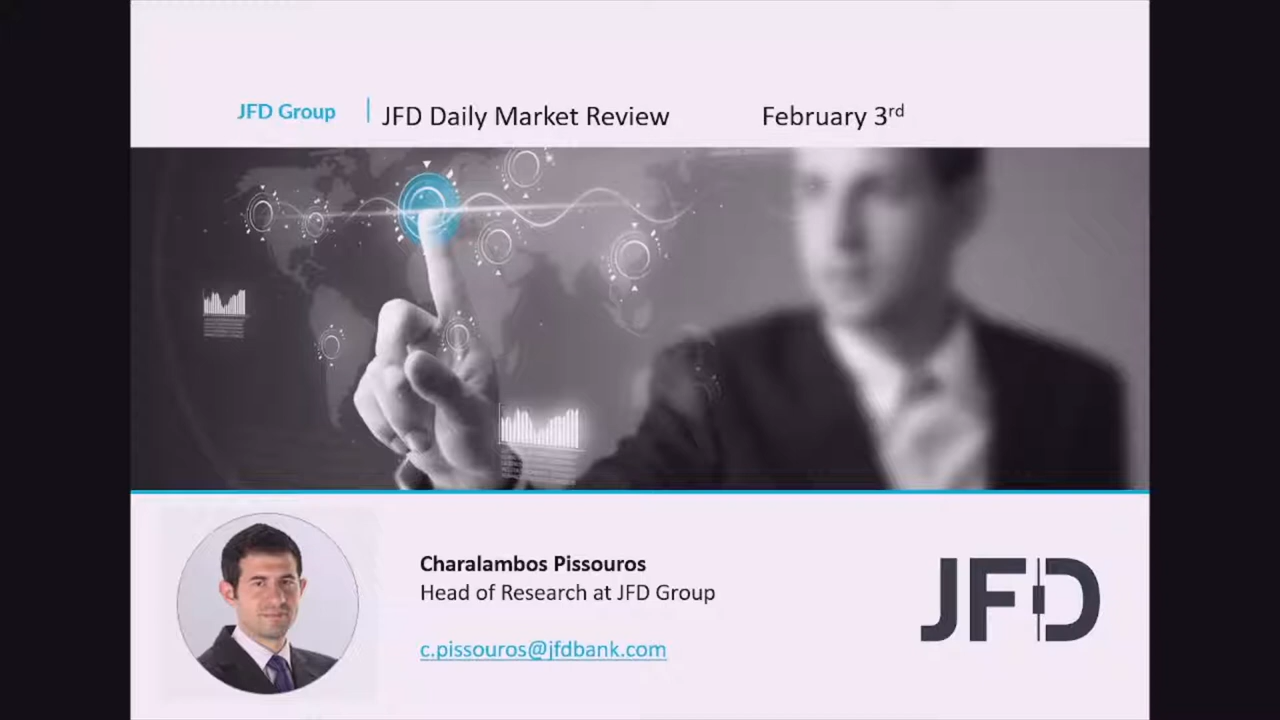 JFD Group
JFD Daily Market Review
February 3rd
Charalambos Pissouros
Head of Research at JFD Group
c.pissouros@jfdbank.com
JFD